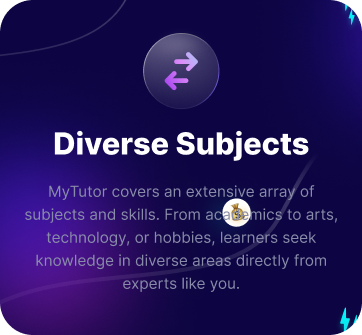 Diverse Subjects
MyTutor covers an extensive array of
subjects and skills. From academics to arts,
technology, or hobbies, learners seek
knowledge in diverse areas directly from
experts like you.